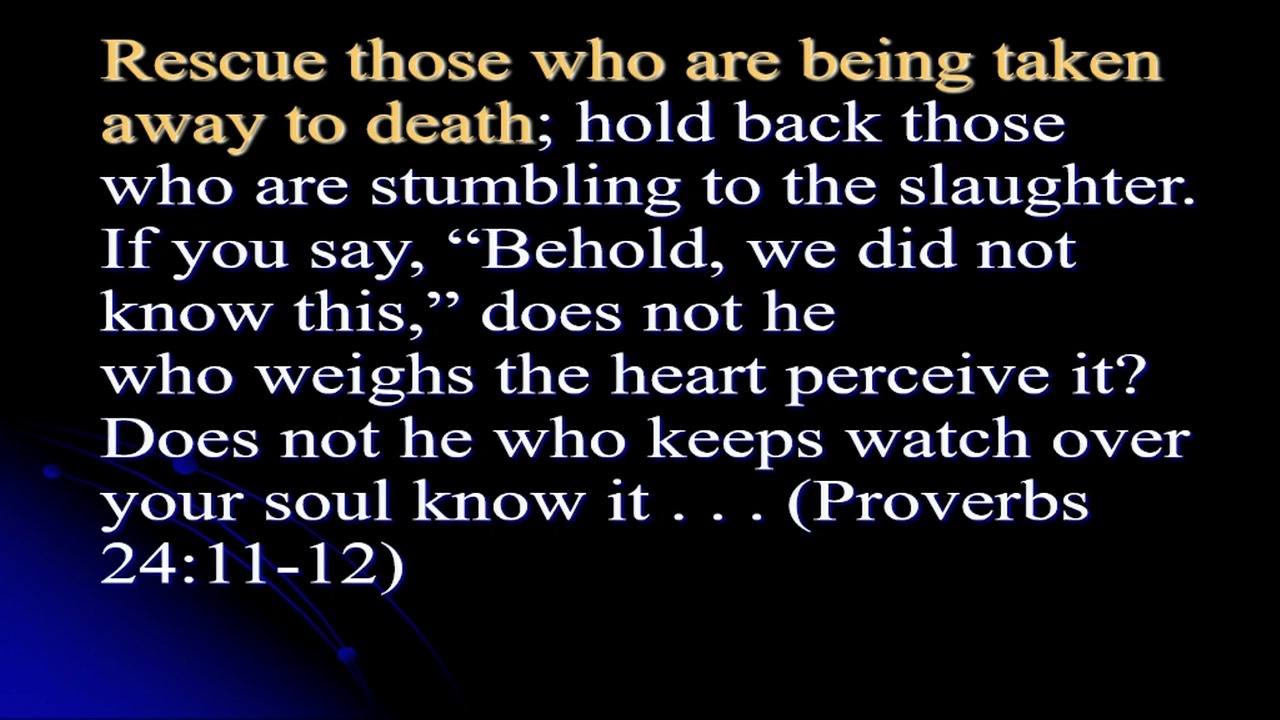 Rescue those who are being taken
away to death; hold back those
who are stumbling to the slaughter.
If you say, “Behold, we did not
know this,” does not he
who weighs the heart perceive it?
Does not he who keeps watch over
your soul know it . . . (Proverbs
24:11-12)